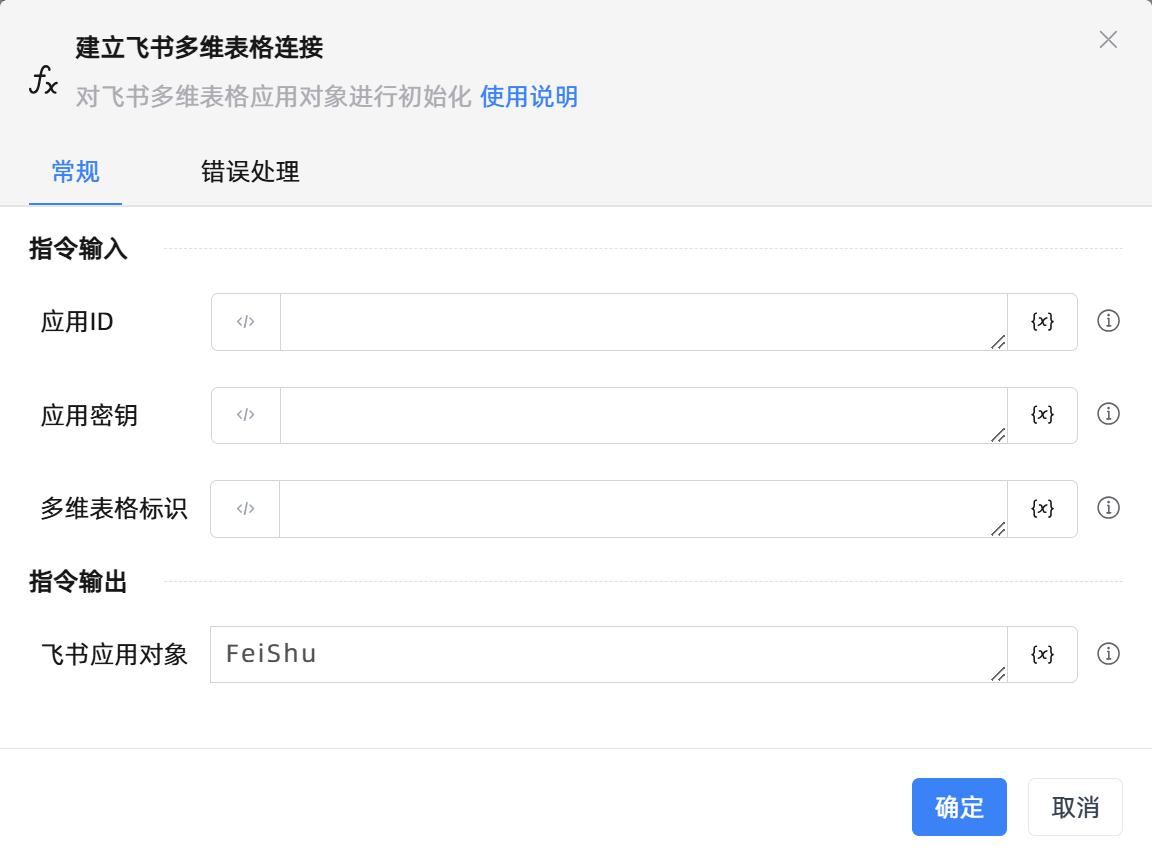 建立飞书多维表格连接
fx
对飞书多维表格应用对象进行初始化 使用说明
常规 错误处理
指令输入
应用ID </> {x}
应用密钥 </> {x}
多维表格标识 </> {x}
指令输出
飞书应用对象 FeiShu {x}
确定 取消